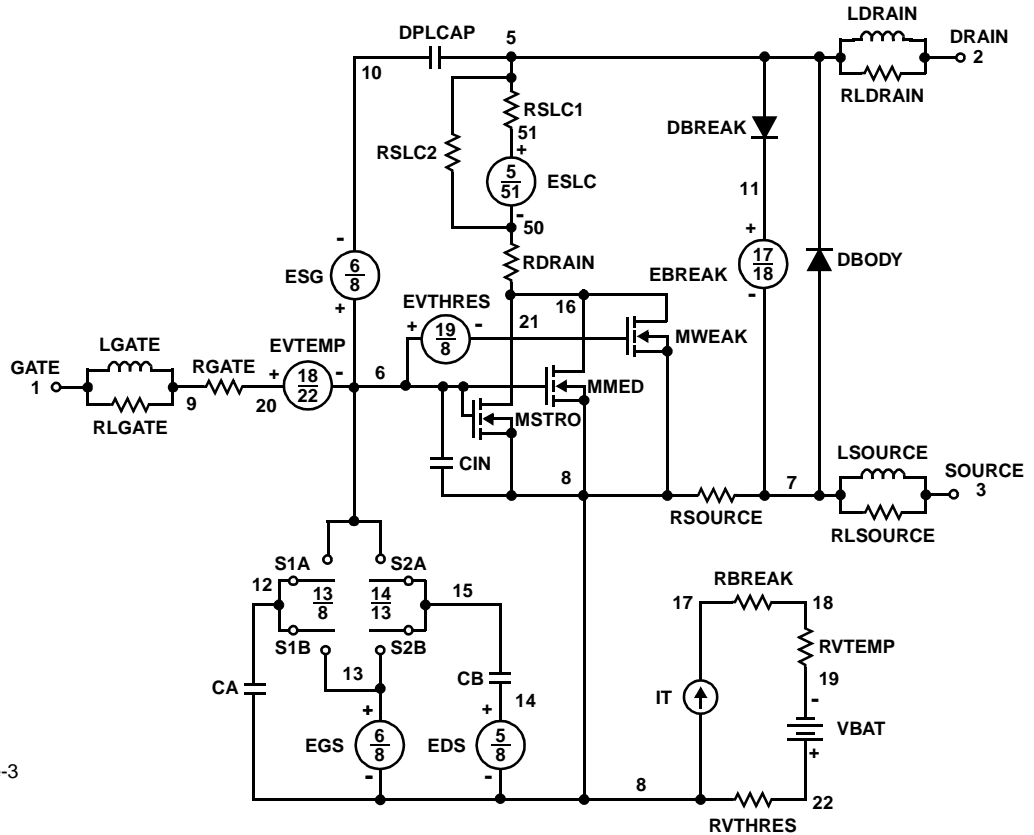 LDRAIN
DPLCAP 5 DRAIN
10 2
RSLC1 RLDRAIN
51 DBREAK
RSLC2 +
5
51 ESLC 11
- 50
- +
RDRAIN 17
18 DBODY
6
8 EBREAK
ESG -
+ EVTHRES 16
+ 19
8 - 21 MWEAK
LGATE EVTEMP
GATE RGATE + 18
22 - 6 MMED
1 9 20 MSTRO
RLGATE LSOURCE
CIN 8 7 SOURCE
3
RSOURCE RLSOURCE
S1A S2A RBREAK
12 13
8 14
13 15 17 18
S1B S2B RVTEMP
13 CB 19
CA 14 IT -
+ + VBAT
EGS 6
8 EDS 5
8 +
- - 8 22
-3
RVTHRES